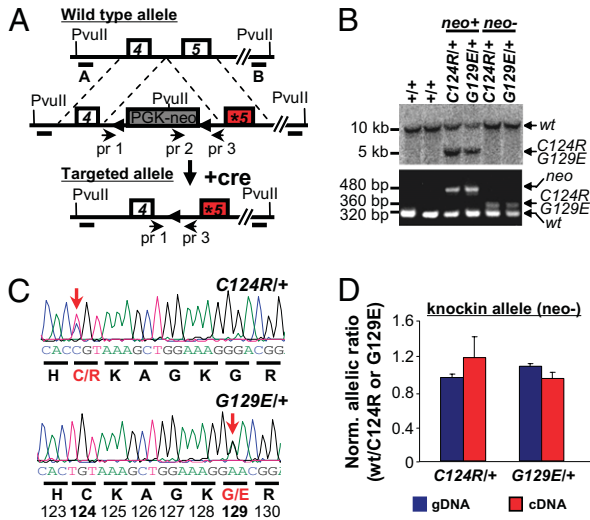 A
Wild type allele
PvuII
PvuII
4
5
A
B
PvuII
PvuII
PvuII
4
PGK-neo
*5
pr 1
pr 2
pr 3
Targeted allele
+cre
PvuII
PvuII
4
*5
pr 1
pr 3
B
neo+ neo-
+/+
+/+
C124R/+
G129E/+
C124R/+
G129E/+
10 kb
wt
5 kb
C124R
G129E
480 bp
neo
360 bp
C124R
G129E
320 bp
wt
C
C124R/+
CACCGTAAAGCTGGAAAGGGACGG
H C/R K A G K G R
G129E/+
CACTGTAAAGCTGGAAAGGAACGGA
H C K A G K G/E R
123 124 125 126 127 128 129 130
D
knockin allele (neo-)
Norm. allelic ratio
(wt/C124R or G129E)
1.6
1.2
0.8
0.4
0
C124R/+
G129E/+
gDNA
cDNA